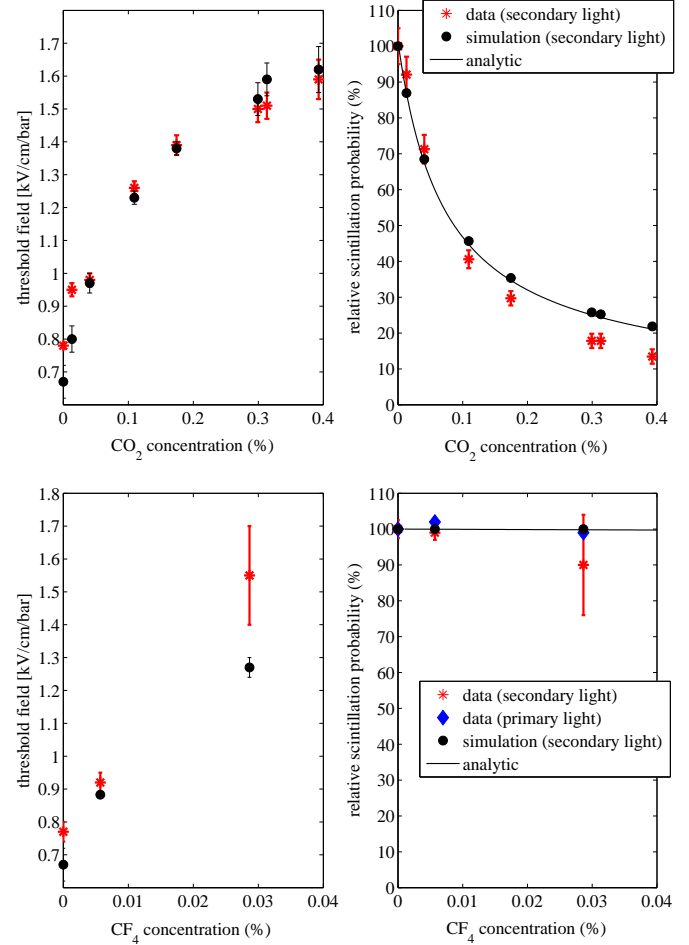 1.8
1.7
1.6
1.5
1.4
1.3
1.2
1.1
1
0.9
0.8
0.7
threshold field [kV/cm/bar]
0 0.1 0.2 0.3 0.4
CO2 concentration (%)
110
100
90
80
70
60
50
40
30
20
10
0
relative scintillation probability (%)
data (secondary light)
simulation (secondary light)
analytic
0 0.1 0.2 0.3 0.4
CO2 concentration (%)
1.8
1.7
1.6
1.5
1.4
1.3
1.2
1.1
1
0.9
0.8
0.7
threshold field [kV/cm/bar]
0 0.01 0.02 0.03 0.04
CF4 concentration (%)
110
100
90
80
70
60
50
40
30
20
10
0
relative scintillation probability (%)
data (secondary light)
data (primary light)
simulation (secondary light)
analytic
0 0.01 0.02 0.03 0.04
CF4 concentration (%)